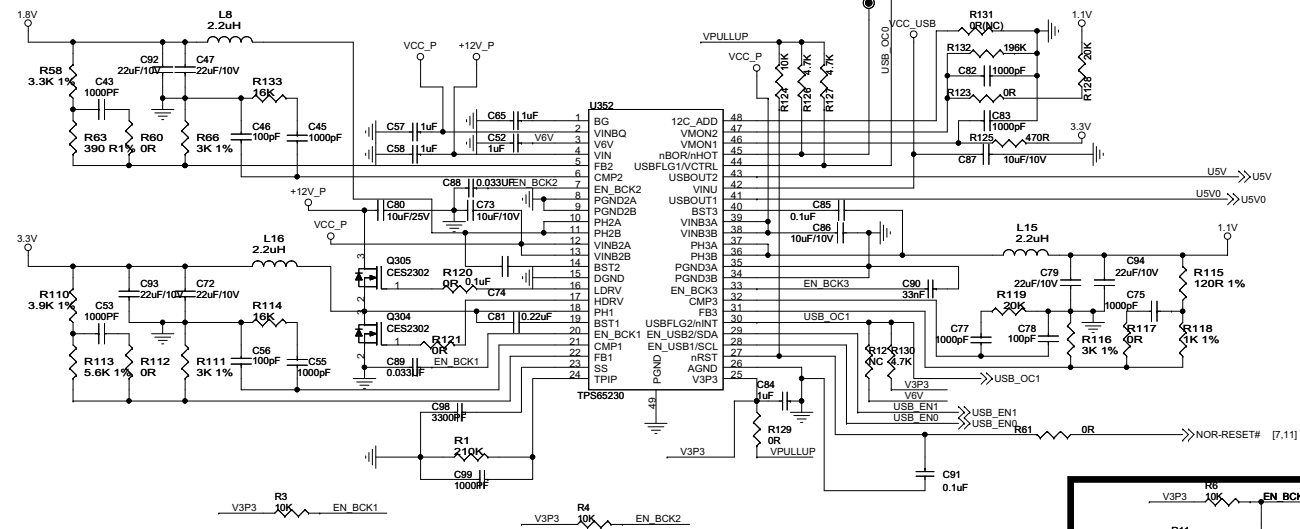 1.8V
L8
2.2uH
R58
3.3K 1%
C43
1000PF
C92
22uF/10V
C47
22uF/10V
R133
16K
R63
390 R1%
R60
0R
R66
3K 1%
C46
100pF
C45
1000pF
VCC_P
+12V_P
C57
1uF
C58
1uF
C65
1uF
C52
1uF
V6V
C88
0.033UF
EN_BCK2
+12V_P
C80
10uF/25V
C73
10uF/10V
VCC_P
3.3V
L16
2.2uH
R110
3.9K 1%
C53
1000PF
C93
22uF/10V
C72
22uF/10V
R114
16K
R113
5.6K 1%
R112
0R
R111
3K 1%
C56
100pF
C55
1000pF
Q305
CES2302
3
1
2
R120
0R
0.1uF
C74
Q304
CES2302
3
1
2
R121
0R
C81
0.22uF
C89
0.033UF
EN_BCK1
C98
3300PF
R1
210K
C99
1000PF
V3P3
R3
10K
EN_BCK1
V3P3
R4
10K
EN_BCK2
U352
1 BG
2 VINBQ
3 V6V
4 VIN
5 FB2
6 CMP2
7 EN_BCK2
8 PGND2A
9 PGND2B
10 PH2A
11 PH2B
12 VINB2A
13 VINB2B
14 BST2
15 DGND
16 LDRV
17 HDRV
18 PH1
19 BST1
20 EN_BCK1
21 CMP1
22 FB1
23 SS
24 TPIP
12C_ADD 48
VMON2 47
VMON1 46
nBOR/nHOT 45
USBFLG1/VCTRL 44
USBOUT2 43
VINU 42
USBOUT1 41
BST3 40
VINB3A 39
VINB3B 38
PH3A 37
PH3B 36
PGND3A 35
PGND3B 34
EN_BCK3 33
CMP3 32
FB3 31
USBFLG2/nINT 30
EN_USB2/SDA 29
EN_USB1/SCL 28
nRST 27
AGND 26
V3P3 25
PGND
49
TPS65230
VPULLUP
VCC_P
R124
10K
R126
4.7K
R127
4.7K
USB_OC0
VCC_USB
R131
0R(NC)
R132
196K
C82
1000pF
R123
0R
C83
1000pF
R125
470R
C87
10uF/10V
1.1V
20K
R128
3.3V
U5V
U5V
U5V0
U5V0
C85
0.1uF
C86
10uF/10V
EN_BCK3
C90
33nF
L15
2.2uH
1.1V
C79
22uF/10V
C94
22uF/10V
R115
120R 1%
R119
20K
1000pF
C75
C77
1000pF
C78
100pF
R116
3K 1%
R117
0R
R118
1K 1%
USB_OC1
R130
NC
4.7K
USB_OC1
V3P3
V6V
C84
1uF
R129
0R
V3P3
VPULLUP
USB_EN1
USB_EN1
USB_EN0
USB_EN0
R61
0R
NOR-RESET#
[7,11]
C91
0.1uF
V3P3
R6
10K